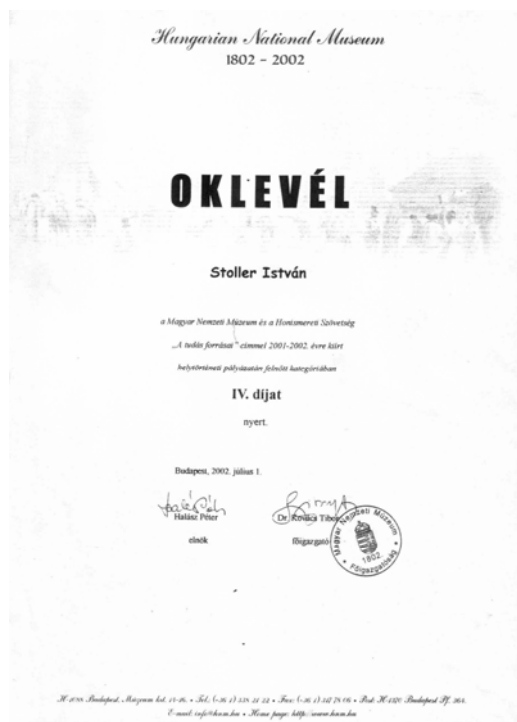 Hungarian National Museum
1802 - 2002
OKLEVÉL
Stoller István
a Magyar Nemzeti Múzeum és a Honismereti Szövetség
„A tudás forrásai" címmel 2001-2002. évre kiírt
helytörténeti pályázatán felnőtt kategóriában
IV. díjat
nyert.
Budapest, 2002. július 1.
Halász Péter
Dr. Kovács Tibor
elnök
főigazgató
Magyar Nemzeti Múzeum
1802.
Főigazgatóság
H-1088 Budapest, Múzeum krt. 14-16. • Tel.: (-36 1) 338 21 22 • Fax: (-36 1) 317 78 06 • Post: H-1370 Budapest Pf. 364.
E-mail: info@hnm.hu • Home page: http://www.hnm.hu